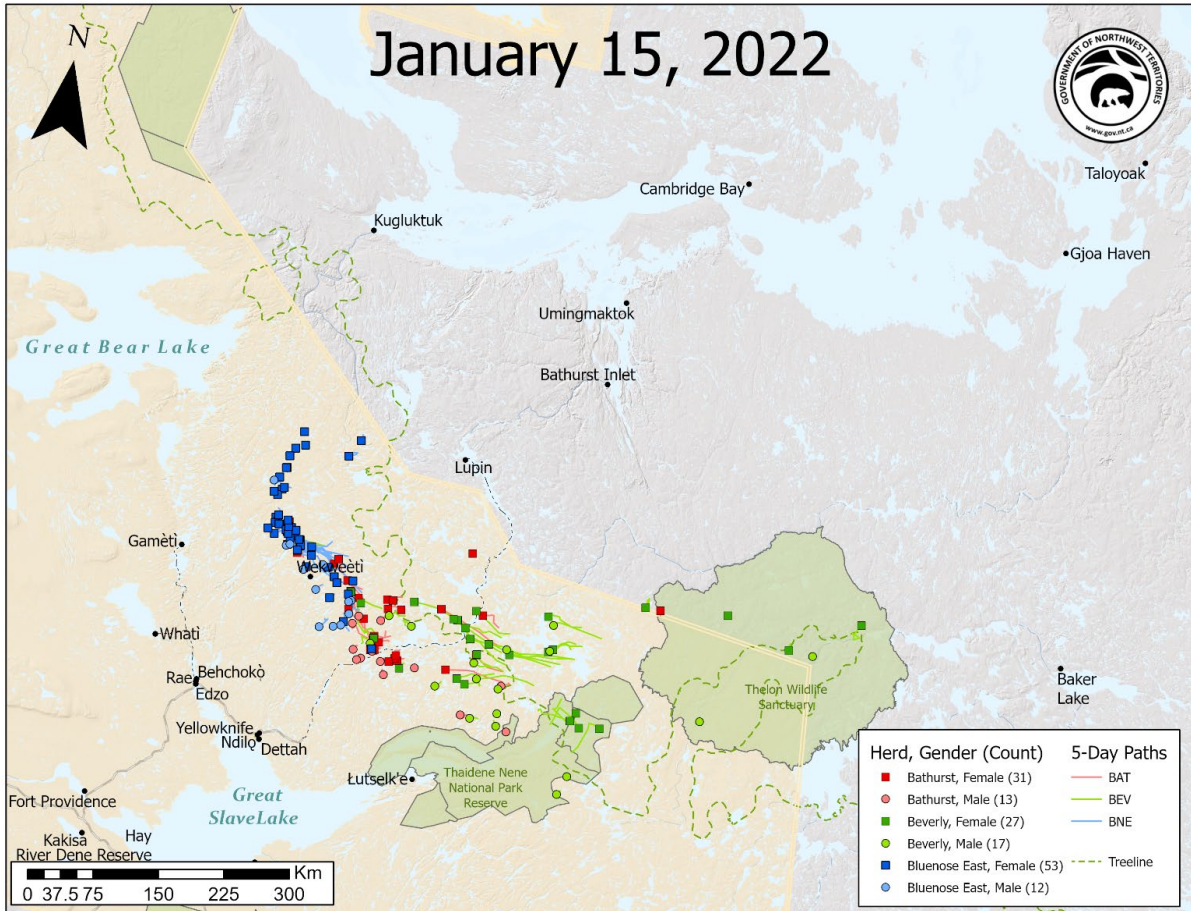 January 15, 2022
N
GOVERNMENT OF NORTHWEST TERRITORIES
www.gov.nt.ca
Taloyoak
Cambridge Bay
Kugluktuk
Gjoa Haven
Umingmaktok
Great Bear Lake
Bathurst Inlet
Lupin
Gamètì
Wekweètì
Whatì
Behchokò
Rae
Edzo
Baker
Lake
Thelon Wildlife
Sanctuary
Yellowknife
Ndilo
Dettah
Łutselk'e
Thaidene Nene
National Park
Reserve
Fort Providence
Great
Slave Lake
Kakisa
Hay
River Dene Reserve
Km
0 37.5 75 150 225 300
Herd, Gender (Count)
Bathurst, Female (31)
Bathurst, Male (13)
Beverly, Female (27)
Beverly, Male (17)
Bluenose East, Female (53)
Bluenose East, Male (12)
5-Day Paths
BAT
BEV
BNE
Treeline